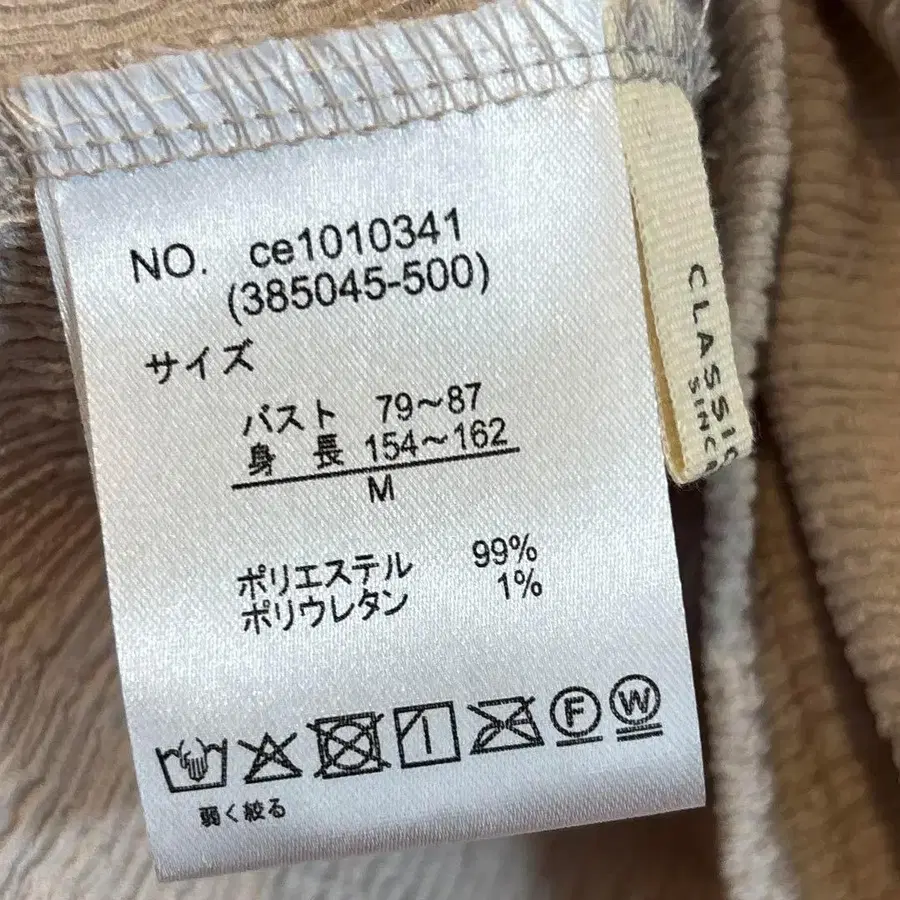 NO. ce1010341
(385045-500)
サイズ
バスト 79～87
身 長 154～162
M
ポリエステル 99%
ポリウレタン 1%
F W
弱く絞る
CLASSIC